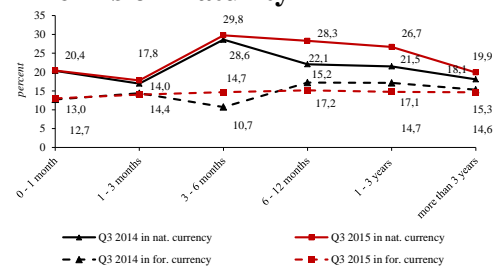 35
30
25
20
15
10
5
0
percent
20,4
17,8
29,8
28,3
26,7
19,9
28,6
22,1
21,5
18,1
14,0
14,7
15,2
13,0
14,4
17,2
17,1
15,3
12,7
10,7
14,7
14,6
0 - 1 month
1 - 3 months
3 - 6 months
6 - 12 months
1 - 3 years
more than 3 years
Q3 2014 in nat. currency
Q3 2015 in nat. currency
Q3 2014 in for. currency
Q3 2015 in for. currency